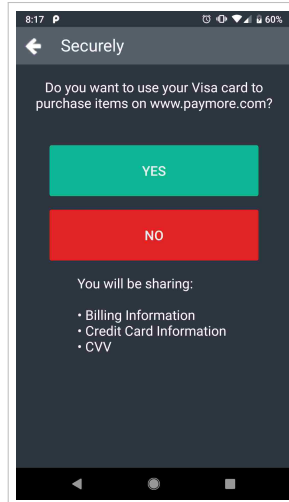 8:17 P 60%
Securely
Do you want to use your Visa card to
purchase items on www.paymore.com?
YES
NO
You will be sharing:
• Billing Information
• Credit Card Information
• CVV